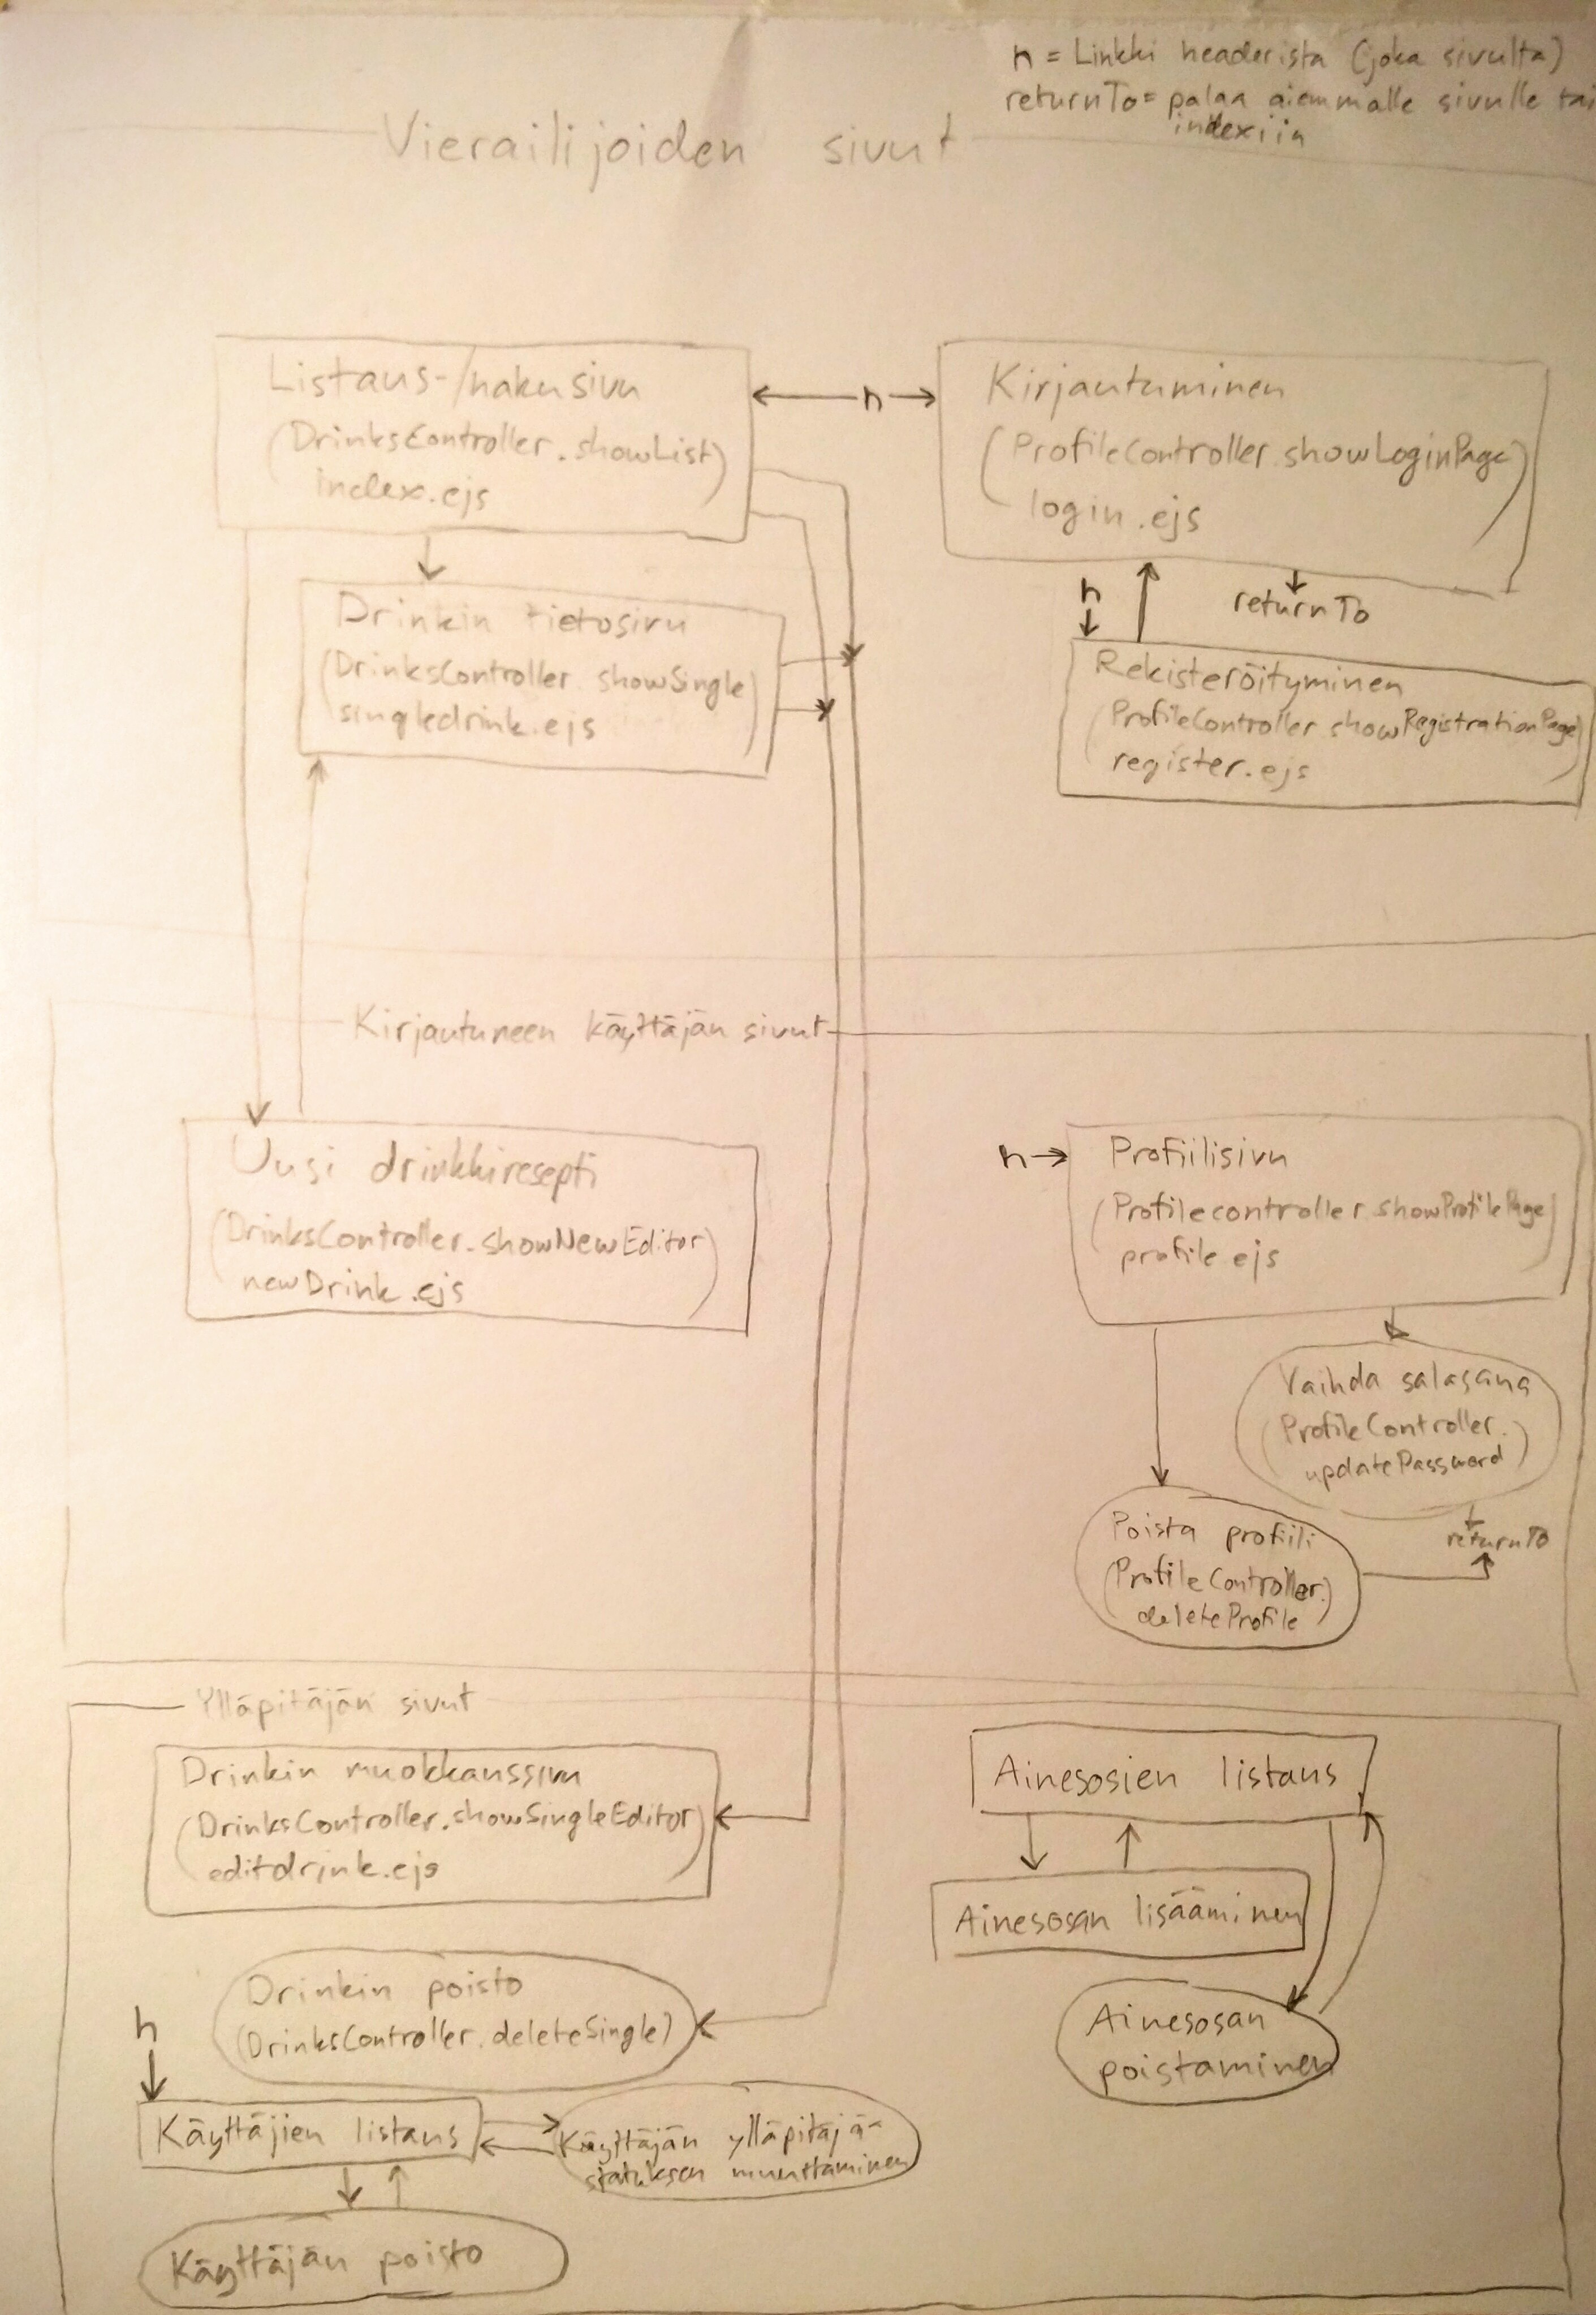 n = Linkki headerista (joka sivulta)
returnTo = palaa aiemmalle sivulle tai
indexiin
Vierailijoiden sivut
Listaus-/hakusivu
(DrinksController.showList)
index.ejs
n
Kirjautuminen
(ProfileController.showLoginPage)
login.ejs
n
returnTo
Drinkin tietosivu
(DrinksController.showSingle)
singledrink.ejs
Rekisteröityminen
(ProfileController.showRegistrationPage)
register.ejs
Kirjautuneen käyttäjän sivut
Uusi drinkkiresepti
(DrinksController.showNewEditor)
newDrink.ejs
n
Profiilisivu
(Profilecontroller.showProfilePage)
profile.ejs
Vaihda salasana
(ProfileController.
updatePassword)
Poista profiili
(ProfileController.
deleteProfile)
returnTo
Ylläpitäjän sivut
Drinkin muokkaussivu
(DrinksController.showSingleEditor)
editdrink.ejs
Ainesosien listaus
Ainesosan lisääminen
Drinkin poisto
(DrinksController.deleteSingle)
Ainesosan
poistaminen
n
Käyttäjien listaus
Käyttäjän ylläpitäjä-
statuksen muuttaminen
Käyttäjän poisto